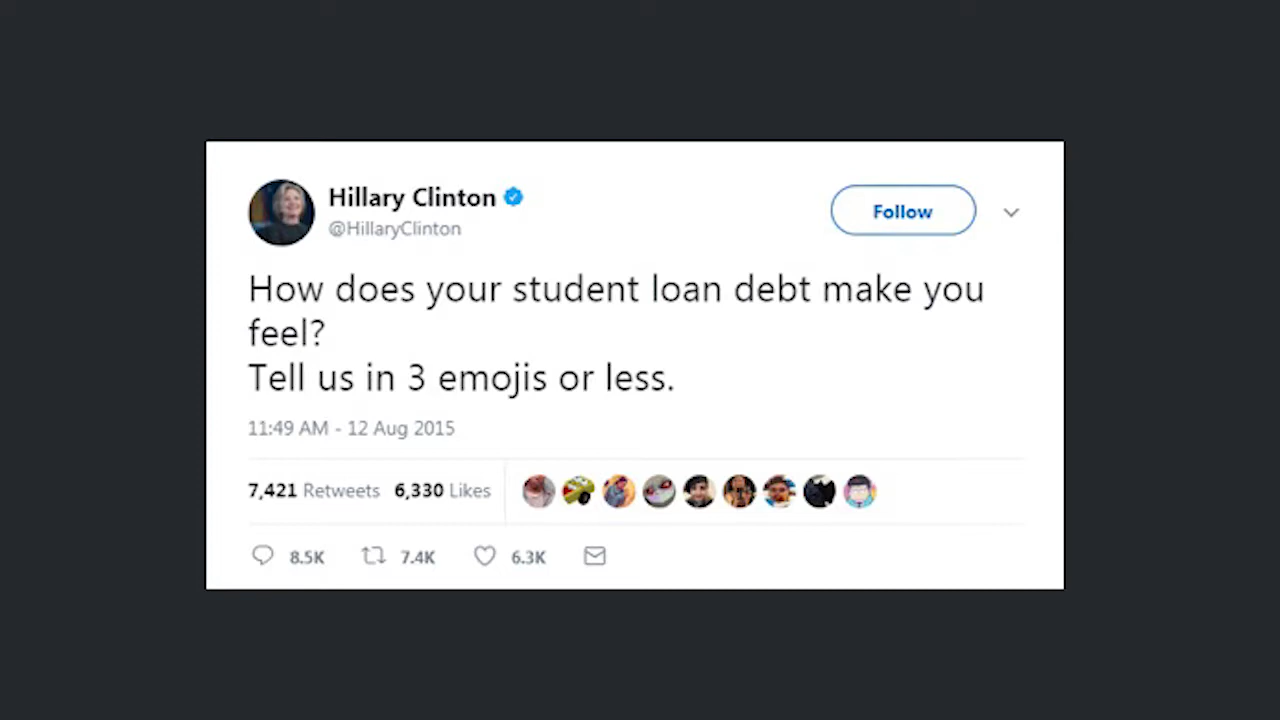 Hillary Clinton
Follow
@HillaryClinton
How does your student loan debt make you
feel?
Tell us in 3 emojis or less.
11:49 AM - 12 Aug 2015
7,421 Retweets 6,330 Likes
8.5K 7.4K 6.3K